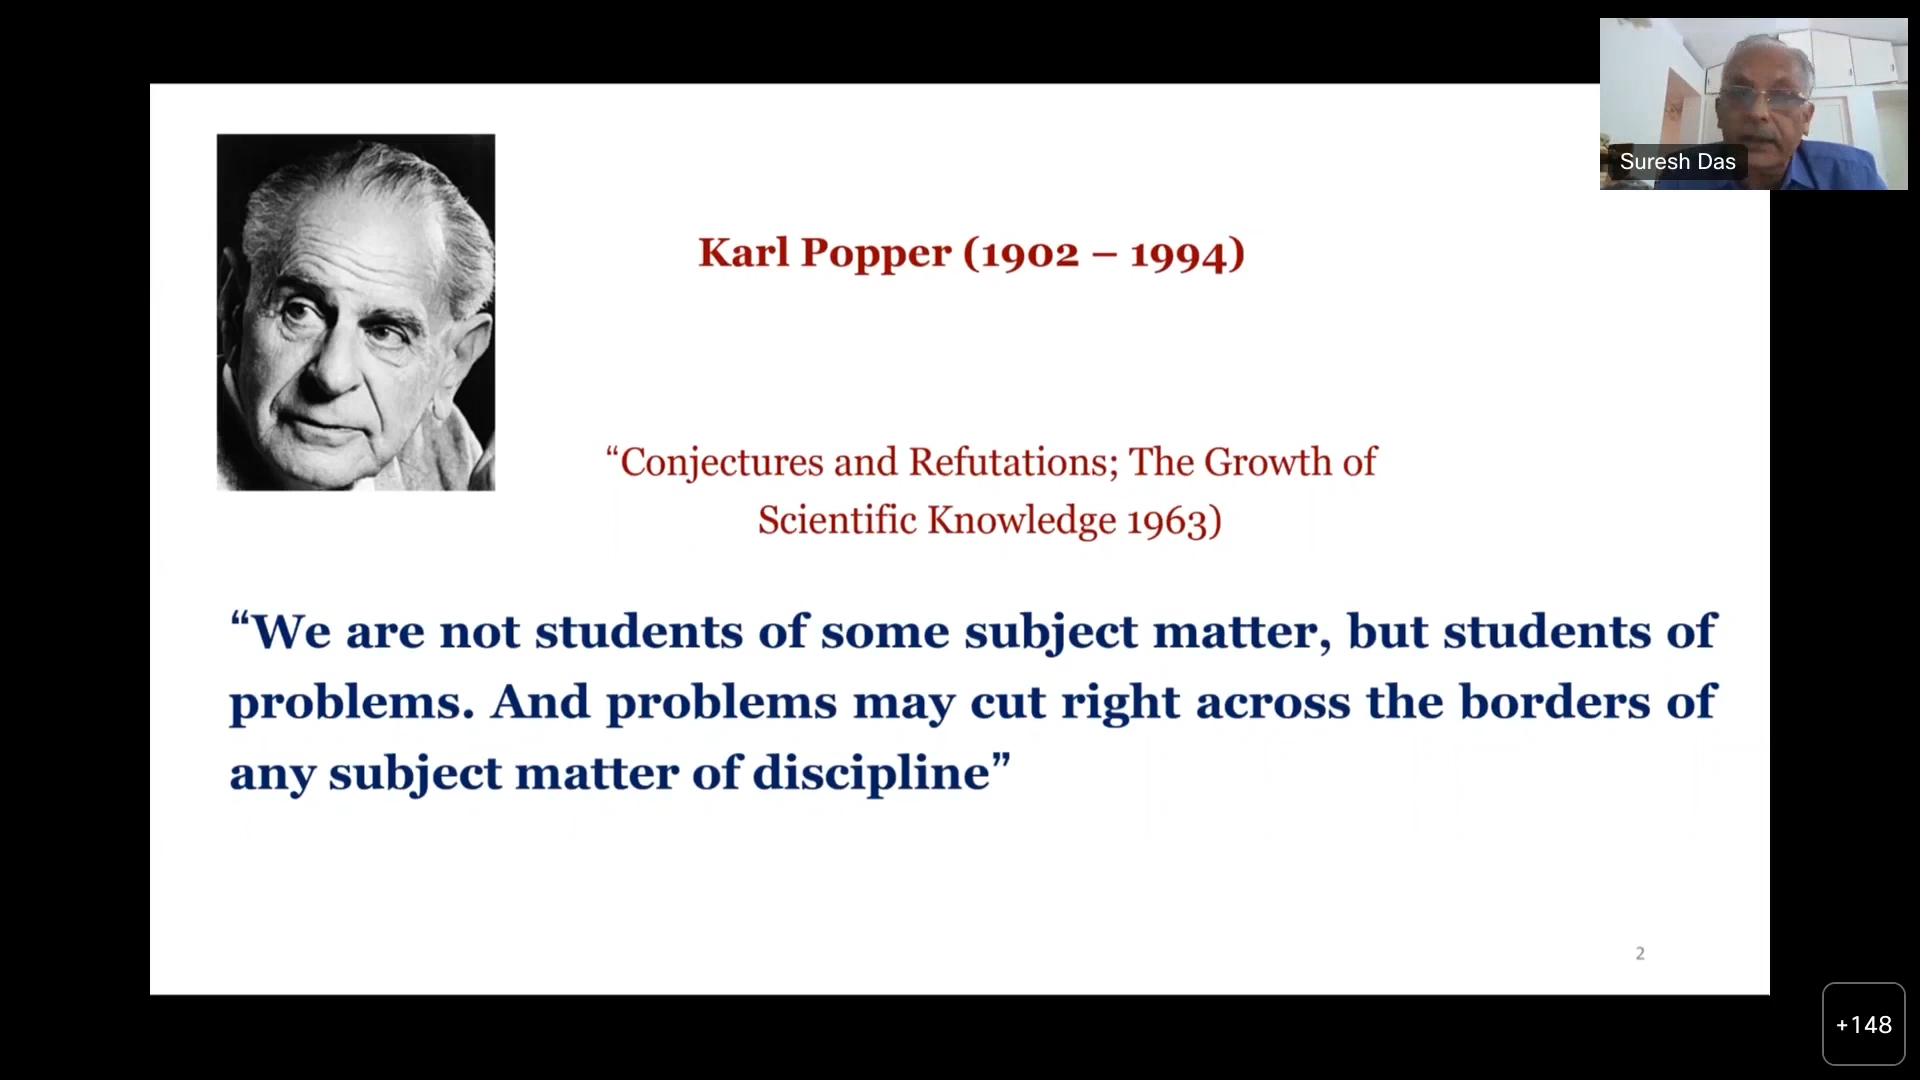 Suresh Das
Karl Popper (1902 – 1994)
“Conjectures and Refutations; The Growth of
Scientific Knowledge 1963)
“We are not students of some subject matter, but students of
problems. And problems may cut right across the borders of
any subject matter of discipline”
2
+148